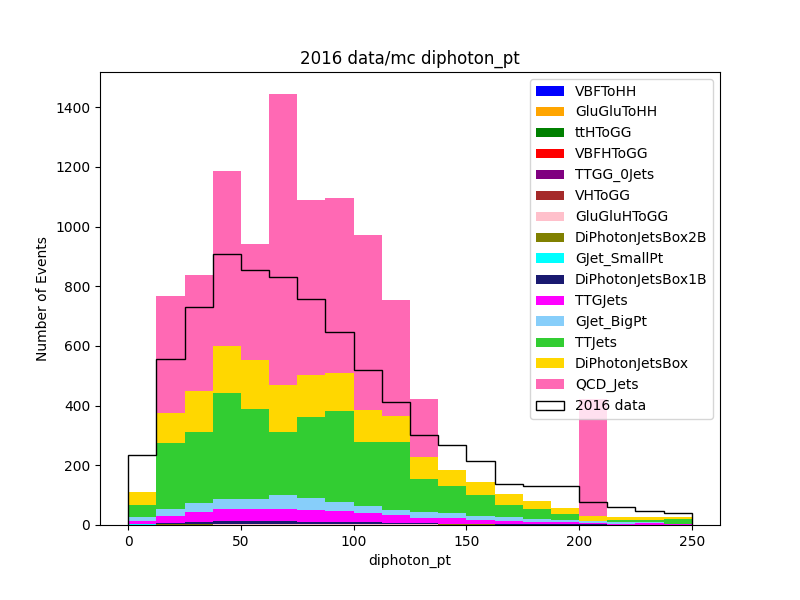 2016 data/mc diphoton_pt
Number of Events
1400
1200
1000
800
600
400
200
0
0
50
100
150
200
250
diphoton_pt
VBFToHH
GluGluToHH
ttHToGG
VBFHToGG
TTGG_0Jets
VHToGG
GluGluHToGG
DiPhotonJetsBox2B
GJet_SmallPt
DiPhotonJetsBox1B
TTGJets
GJet_BigPt
TTJets
DiPhotonJetsBox
QCD_Jets
2016 data